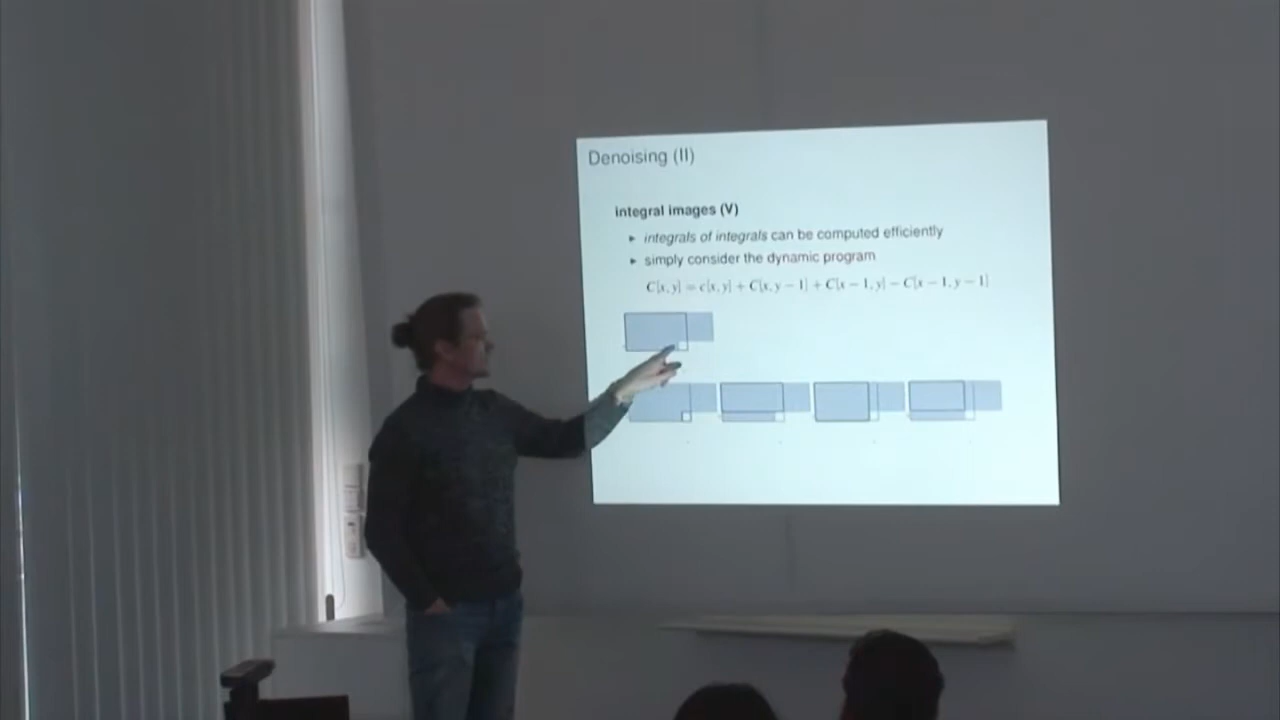 Denoising (II)
Integral images (V)
▸ integrals of integrals can be computed efficiently
▸ simply consider the dynamic program
C[x, y] = c[x, y] + C[x, y − 1] + C[x − 1, y] − C[x − 1, y − 1]